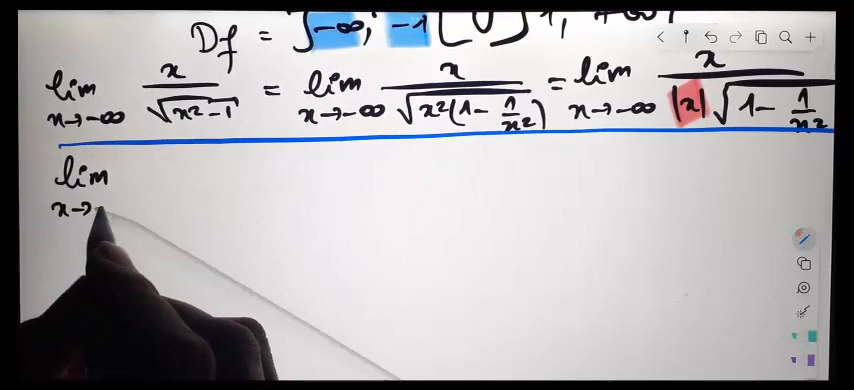 Df = ]-∞; -1[ U ]1, +∞[
lim x→-∞ x/√(x²-1) = lim x→-∞ x/√(x²(1-1/x²)) = lim x→-∞ x/(|x|√(1-1/x²))
lim x→